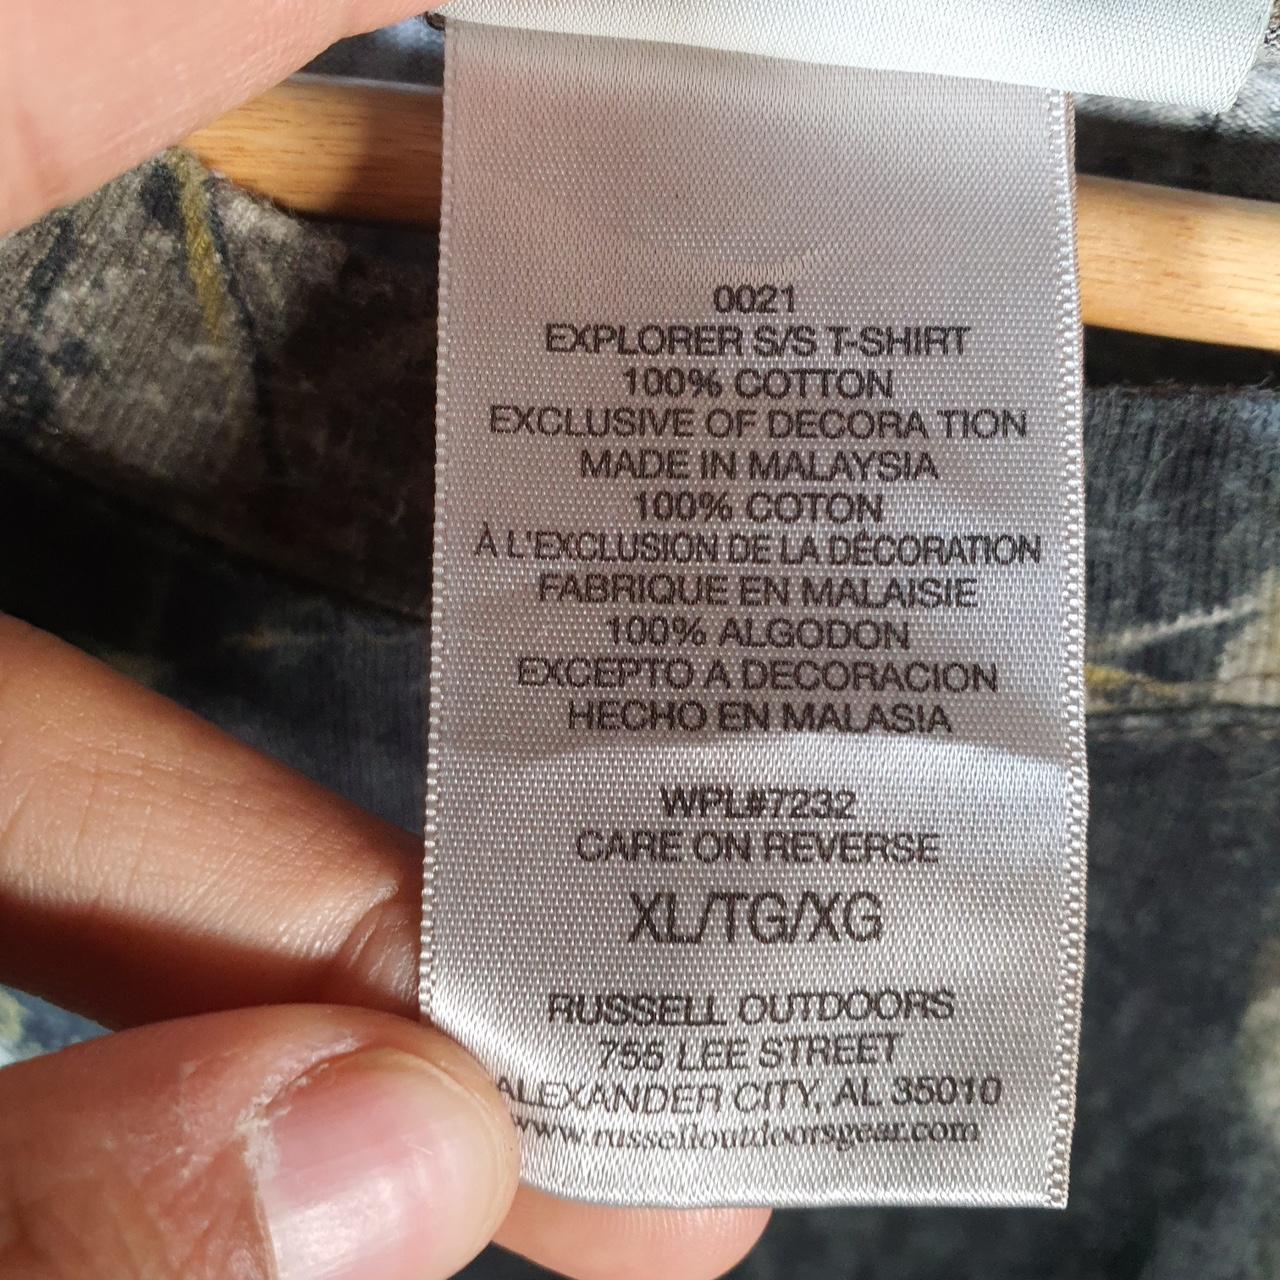 0021
EXPLORER S/S T-SHIRT
100% COTTON
EXCLUSIVE OF DECORA TION
MADE IN MALAYSIA
100% COTON
À L'EXCLUSION DE LA DÉCORATION
FABRIQUE EN MALAISIE
100% ALGODON
EXCEPTO A DECORACION
HECHO EN MALASIA
WPL#7232
CARE ON REVERSE
XL/TG/XG
RUSSELL OUTDOORS
755 LEE STREET
ALEXANDER CITY, AL 35010
www.russelloutdoorsgear.com